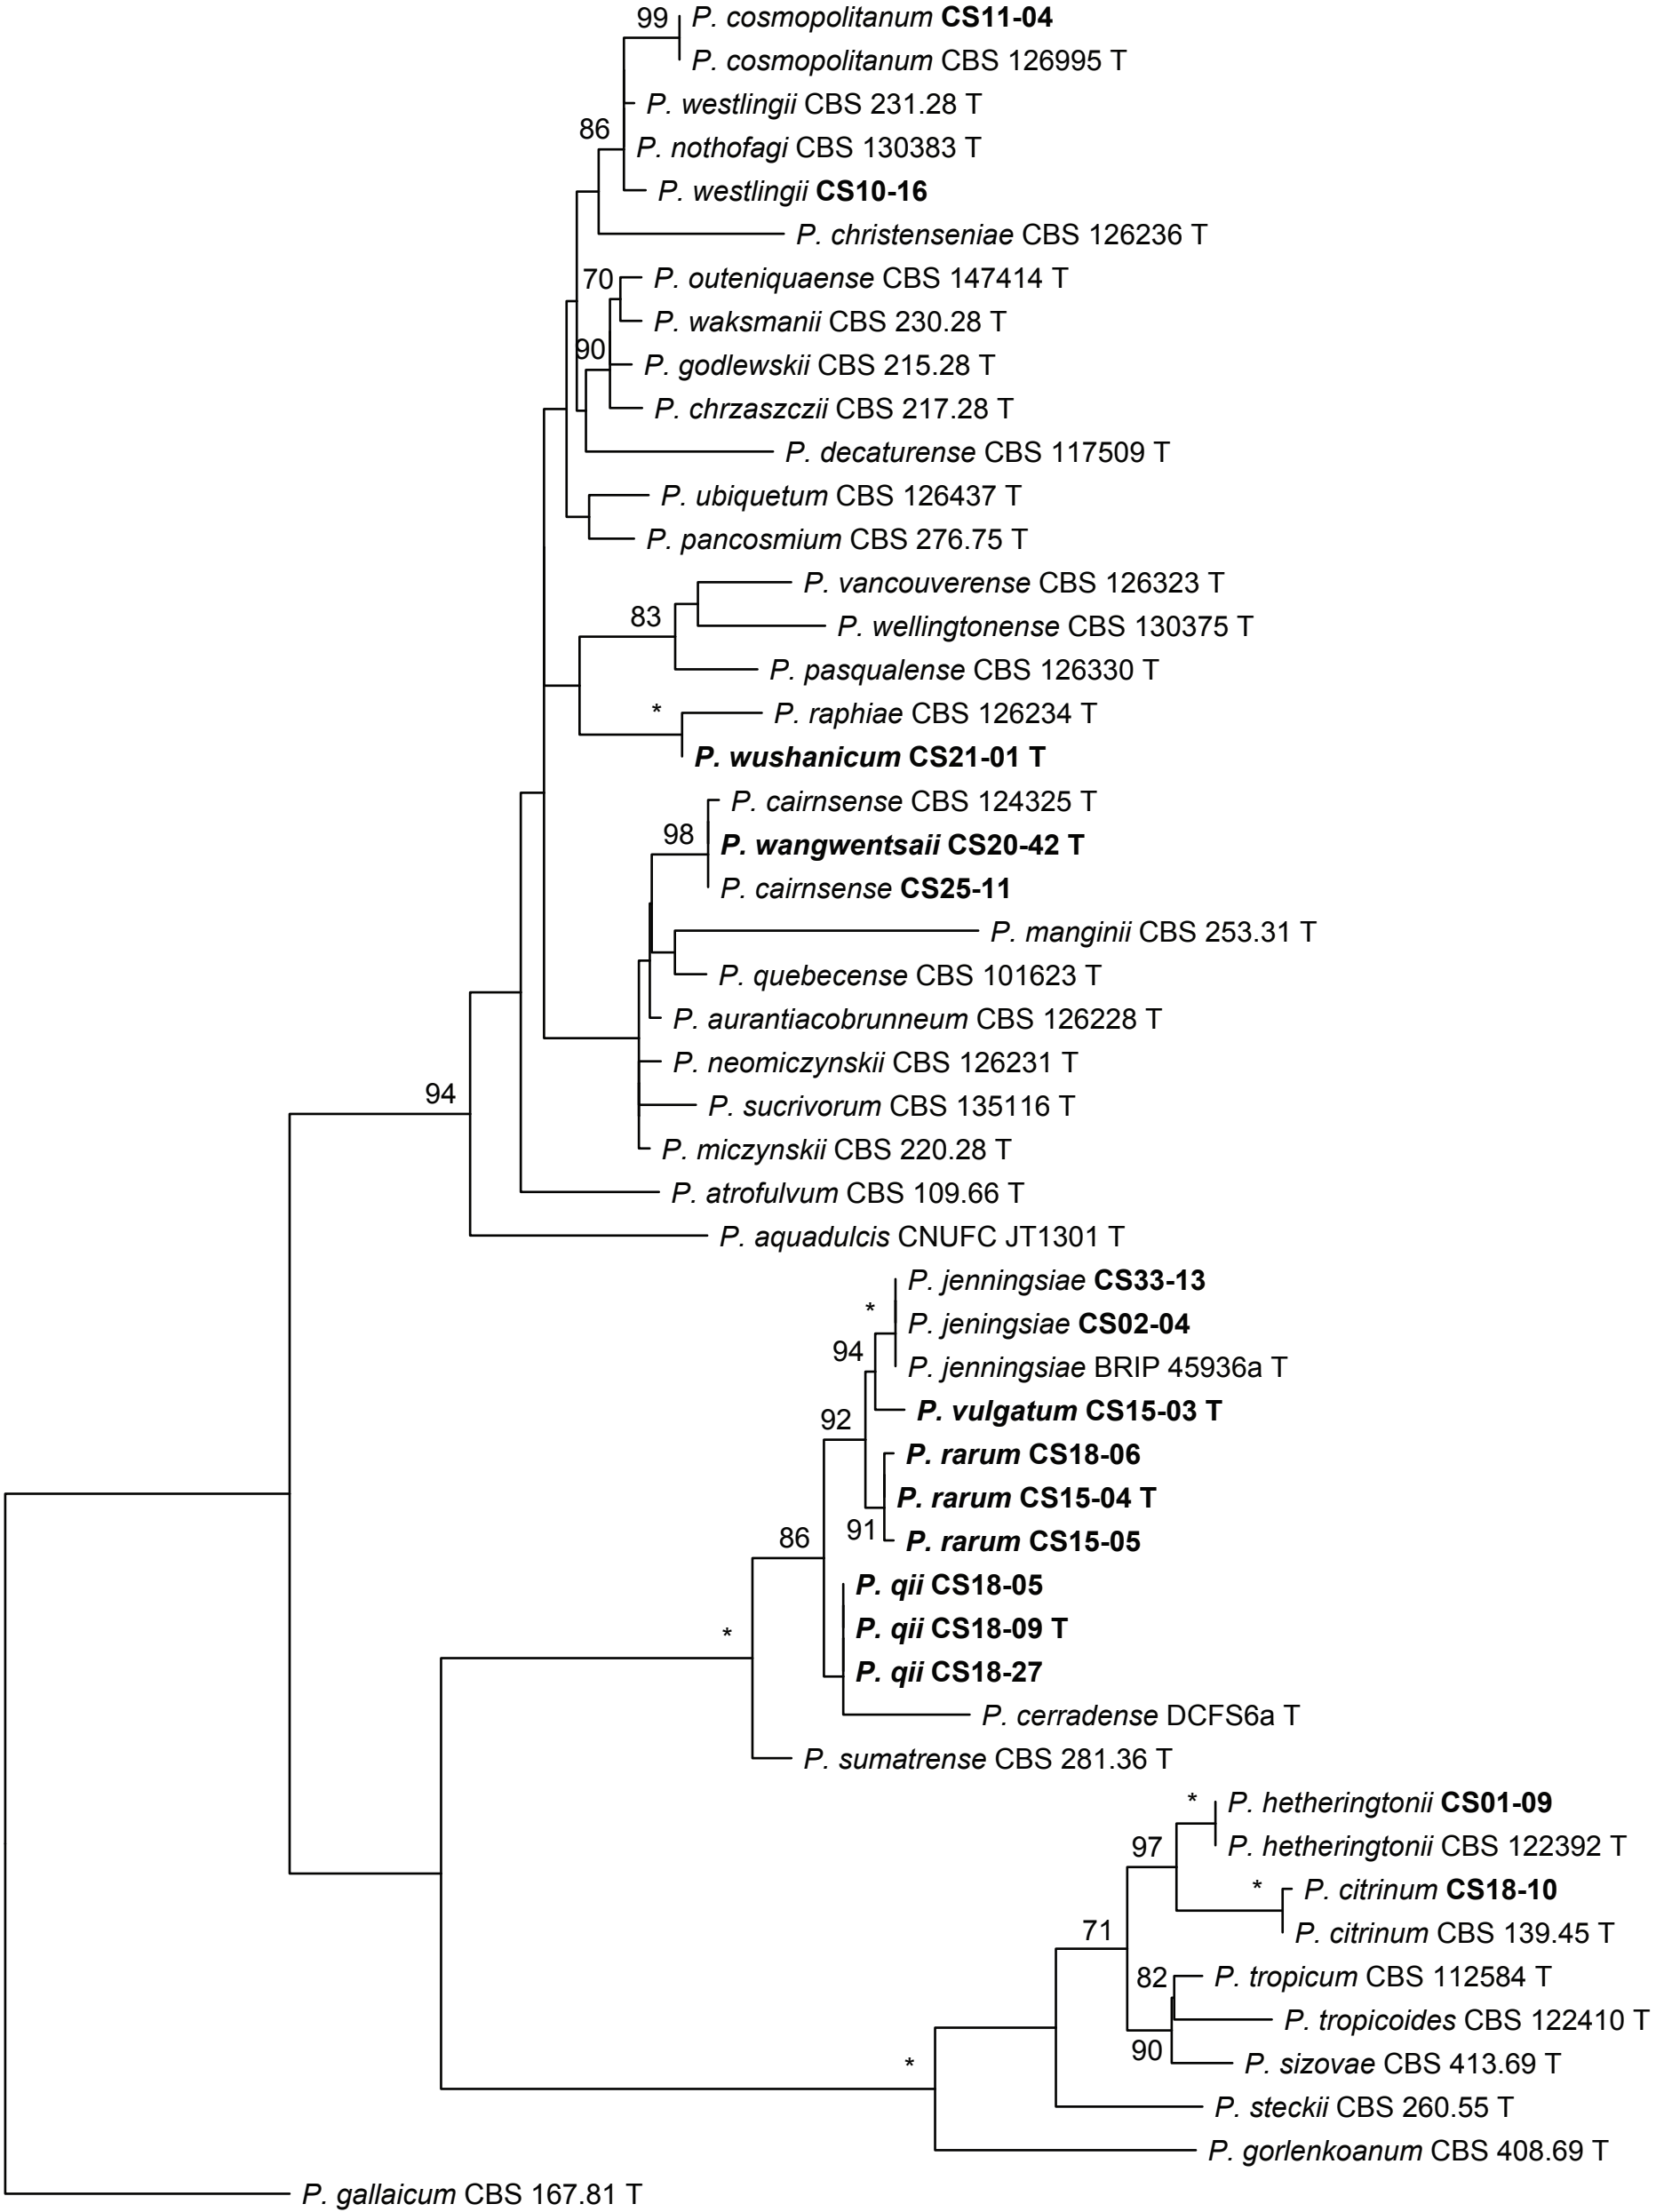 99
P. cosmopolitanum CS11-04
P. cosmopolitanum CBS 126995 T
P. westlingii CBS 231.28 T
86
P. nothofagi CBS 130383 T
P. westlingii CS10-16
P. christenseniae CBS 126236 T
70
P. outeniquaense CBS 147414 T
P. waksmanii CBS 230.28 T
90
P. godlewskii CBS 215.28 T
P. chrzaszczii CBS 217.28 T
P. decaturense CBS 117509 T
P. ubiquetum CBS 126437 T
P. pancosmium CBS 276.75 T
P. vancouverense CBS 126323 T
83
P. wellingtonense CBS 130375 T
P. pasqualense CBS 126330 T
*
P. raphiae CBS 126234 T
P. wushanicum CS21-01 T
P. cairnsense CBS 124325 T
98
P. wangwentsaii CS20-42 T
P. cairnsense CS25-11
P. manginii CBS 253.31 T
P. quebecense CBS 101623 T
P. aurantiacobrunneum CBS 126228 T
P. neomiczynskii CBS 126231 T
94
P. sucrivorum CBS 135116 T
P. miczynskii CBS 220.28 T
P. atrofulvum CBS 109.66 T
P. aquadulcis CNUFC JT1301 T
P. jenningsiae CS33-13
*
P. jeningsiae CS02-04
94
P. jenningsiae BRIP 45936a T
92
P. vulgatum CS15-03 T
P. rarum CS18-06
P. rarum CS15-04 T
91
P. rarum CS15-05
86
P. qii CS18-05
P. qii CS18-09 T
*
P. qii CS18-27
P. cerradense DCFS6a T
P. sumatrense CBS 281.36 T
*
P. hetheringtonii CS01-09
97
P. hetheringtonii CBS 122392 T
*
P. citrinum CS18-10
71
P. citrinum CBS 139.45 T
82
P. tropicum CBS 112584 T
P. tropicoides CBS 122410 T
90
P. sizovae CBS 413.69 T
*
P. steckii CBS 260.55 T
P. gorlenkoanum CBS 408.69 T
P. gallaicum CBS 167.81 T